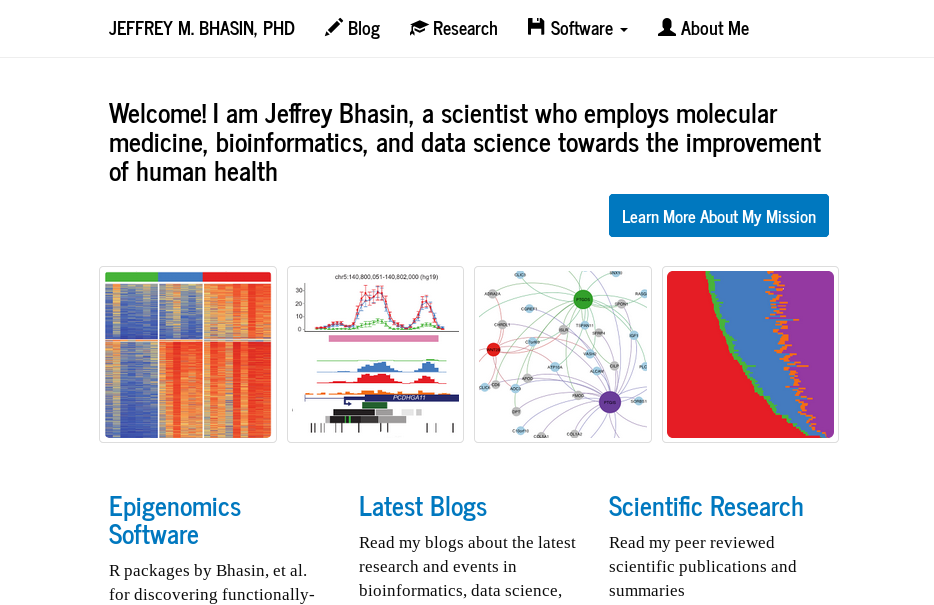 JEFFREY M. BHASIN, PHD Blog Research Software About Me
Welcome! I am Jeffrey Bhasin, a scientist who employs molecular
medicine, bioinformatics, and data science towards the improvement
of human health
Learn More About My Mission
chr5:140,800,051-140,802,000 (hg19)
30
20
10
0
PCDHGA11
Epigenomics
Software
R packages by Bhasin, et al.
for discovering functionally-
Latest Blogs
Read my blogs about the latest
research and events in
bioinformatics, data science,
Scientific Research
Read my peer reviewed
scientific publications and
summaries